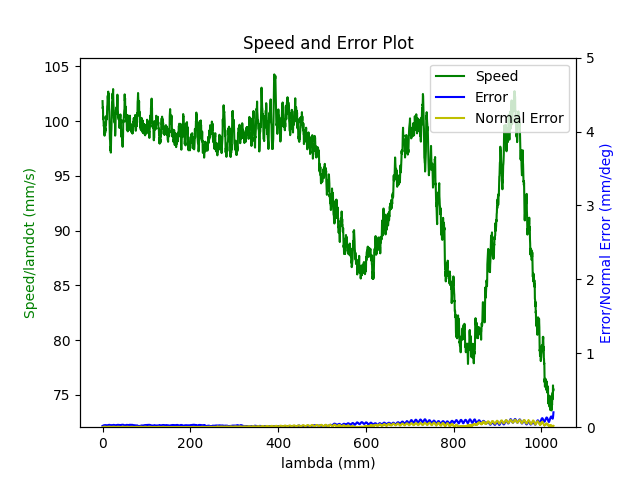 Speed and Error Plot
Speed
Error
Normal Error
Speed/lamdot (mm/s)
105
100
95
90
85
80
75
5
4
3
2
1
0
Error/Normal Error (mm/deg)
0 200 400 600 800 1000
lambda (mm)